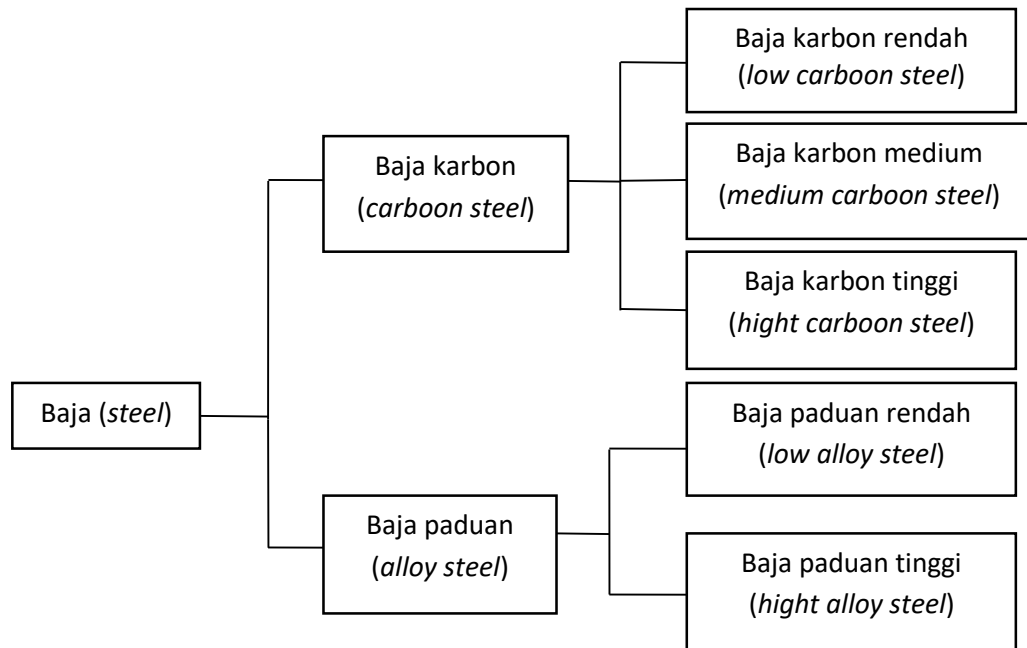 Baja (steel)
Baja karbon
(carboon steel)
Baja karbon rendah
(low carboon steel)
Baja karbon medium
(medium carboon steel)
Baja karbon tinggi
(hight carboon steel)
Baja paduan
(alloy steel)
Baja paduan rendah
(low alloy steel)
Baja paduan tinggi
(hight alloy steel)